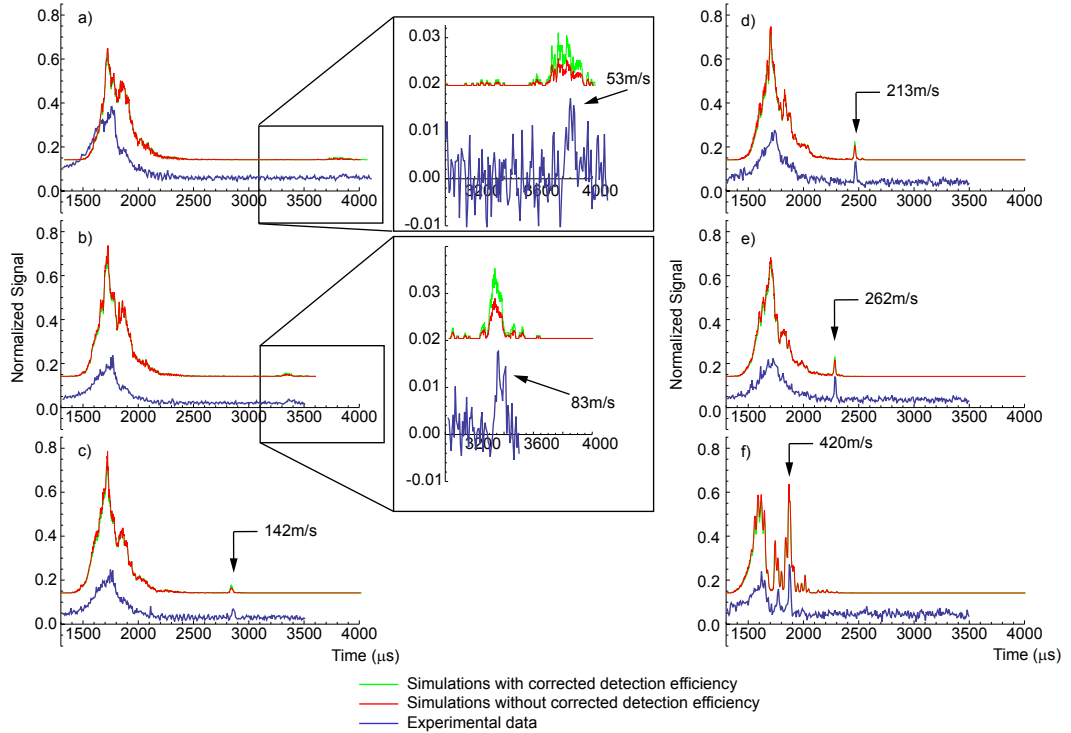 a)
0.8
0.6
0.4
0.2
0.0
1500 2000 2500 3000 3500 4000
0.03
0.02
0.01
0.00
-0.01
3200 3600 4000
53m/s
b)
0.8
0.6
0.4
0.2
0.0
1500 2000 2500 3000 3500 4000
0.03
0.02
0.01
0.00
-0.01
3200 3600 4000
83m/s
Normalized Signal
c)
0.8
0.6
0.4
0.2
0.0
1500 2000 2500 3000 3500 4000
142m/s
Time (μs)
d)
0.8
0.6
0.4
0.2
0.0
1500 2000 2500 3000 3500 4000
213m/s
e)
0.8
0.6
0.4
0.2
0.0
1500 2000 2500 3000 3500 4000
262m/s
Normalized Signal
f)
0.8
0.6
0.4
0.2
0.0
1500 2000 2500 3000 3500 4000
420m/s
Time (μs)
Simulations with corrected detection efficiency
Simulations without corrected detection efficiency
Experimental data